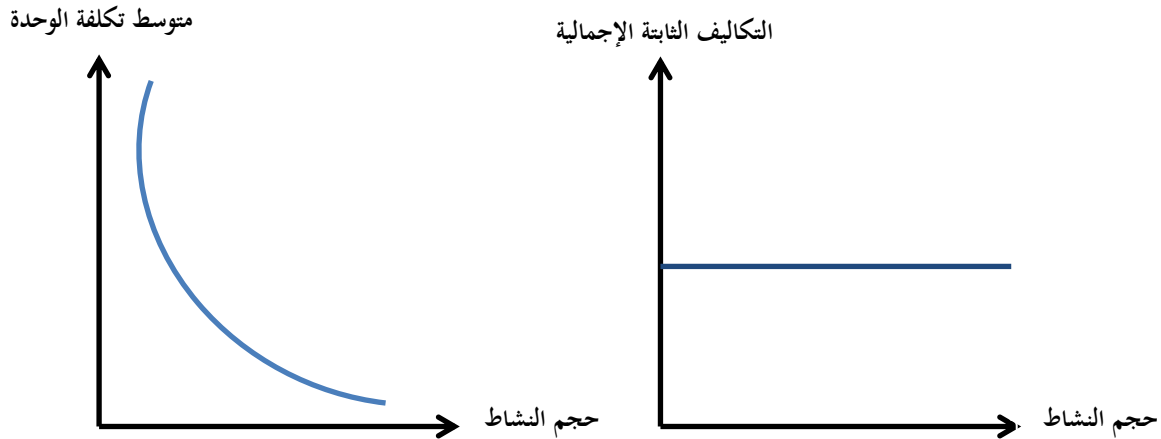 التكاليف الثابتة الإجمالية
متوسط تكلفة الوحدة
حجم النشاط
حجم النشاط